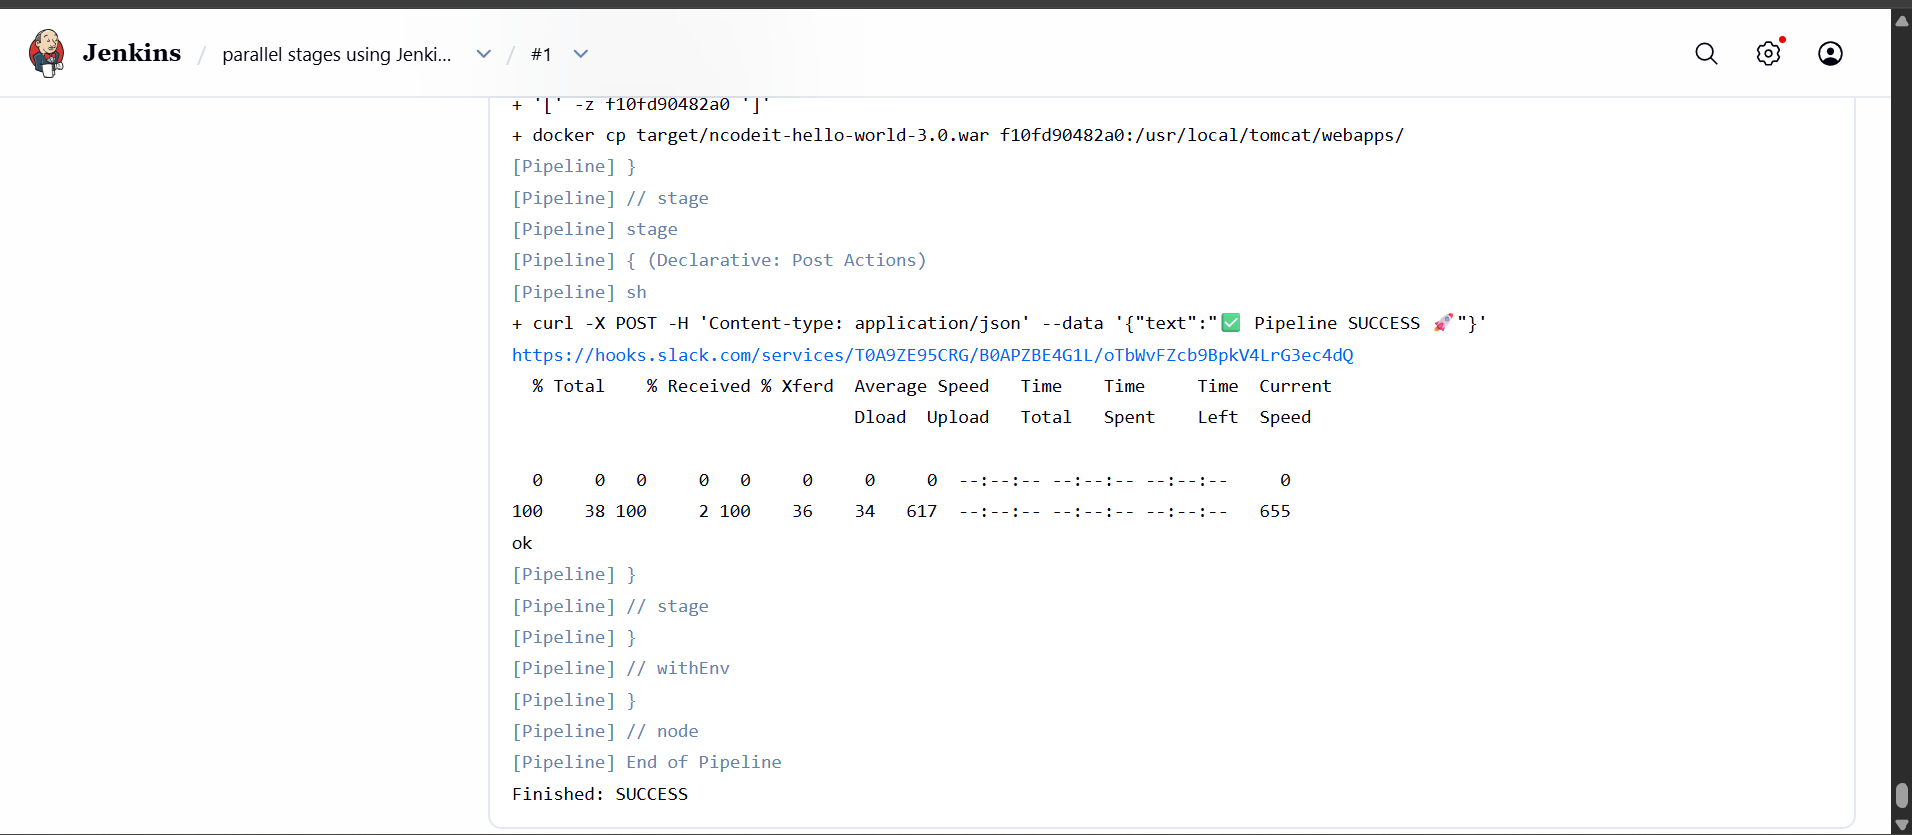 Jenkins / parallel stages using Jenki... / #1
+ '[' -z f10fd90482a0 ']'
+ docker cp target/ncodeit-hello-world-3.0.war f10fd90482a0:/usr/local/tomcat/webapps/
[Pipeline] }
[Pipeline] // stage
[Pipeline] stage
[Pipeline] { (Declarative: Post Actions)
[Pipeline] sh
+ curl -X POST -H 'Content-type: application/json' --data '{"text":"✅ Pipeline SUCCESS 🚀"}'
https://hooks.slack.com/services/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
  % Total    % Received % Xferd  Average Speed   Time    Time     Time  Current
                                 Dload  Upload   Total   Spent    Left  Speed
  0     0   0     0   0     0     0     0  --:--:-- --:--:-- --:--:--     0
100    38 100     2 100    36    34   617  --:--:-- --:--:-- --:--:--   655
ok
[Pipeline] }
[Pipeline] // stage
[Pipeline] }
[Pipeline] // withEnv
[Pipeline] }
[Pipeline] // node
[Pipeline] End of Pipeline
Finished: SUCCESS